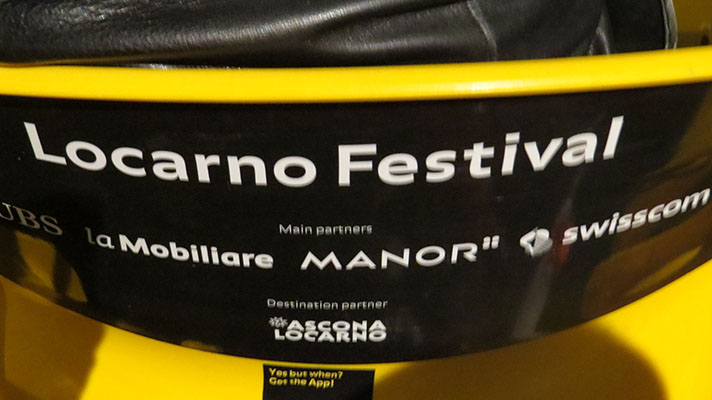 Locarno Festival
Main partners
UBS la Mobiliare MANOR swisscom
Destination partner
ASCONA
LOCARNO
Yes but when?
Get the App!